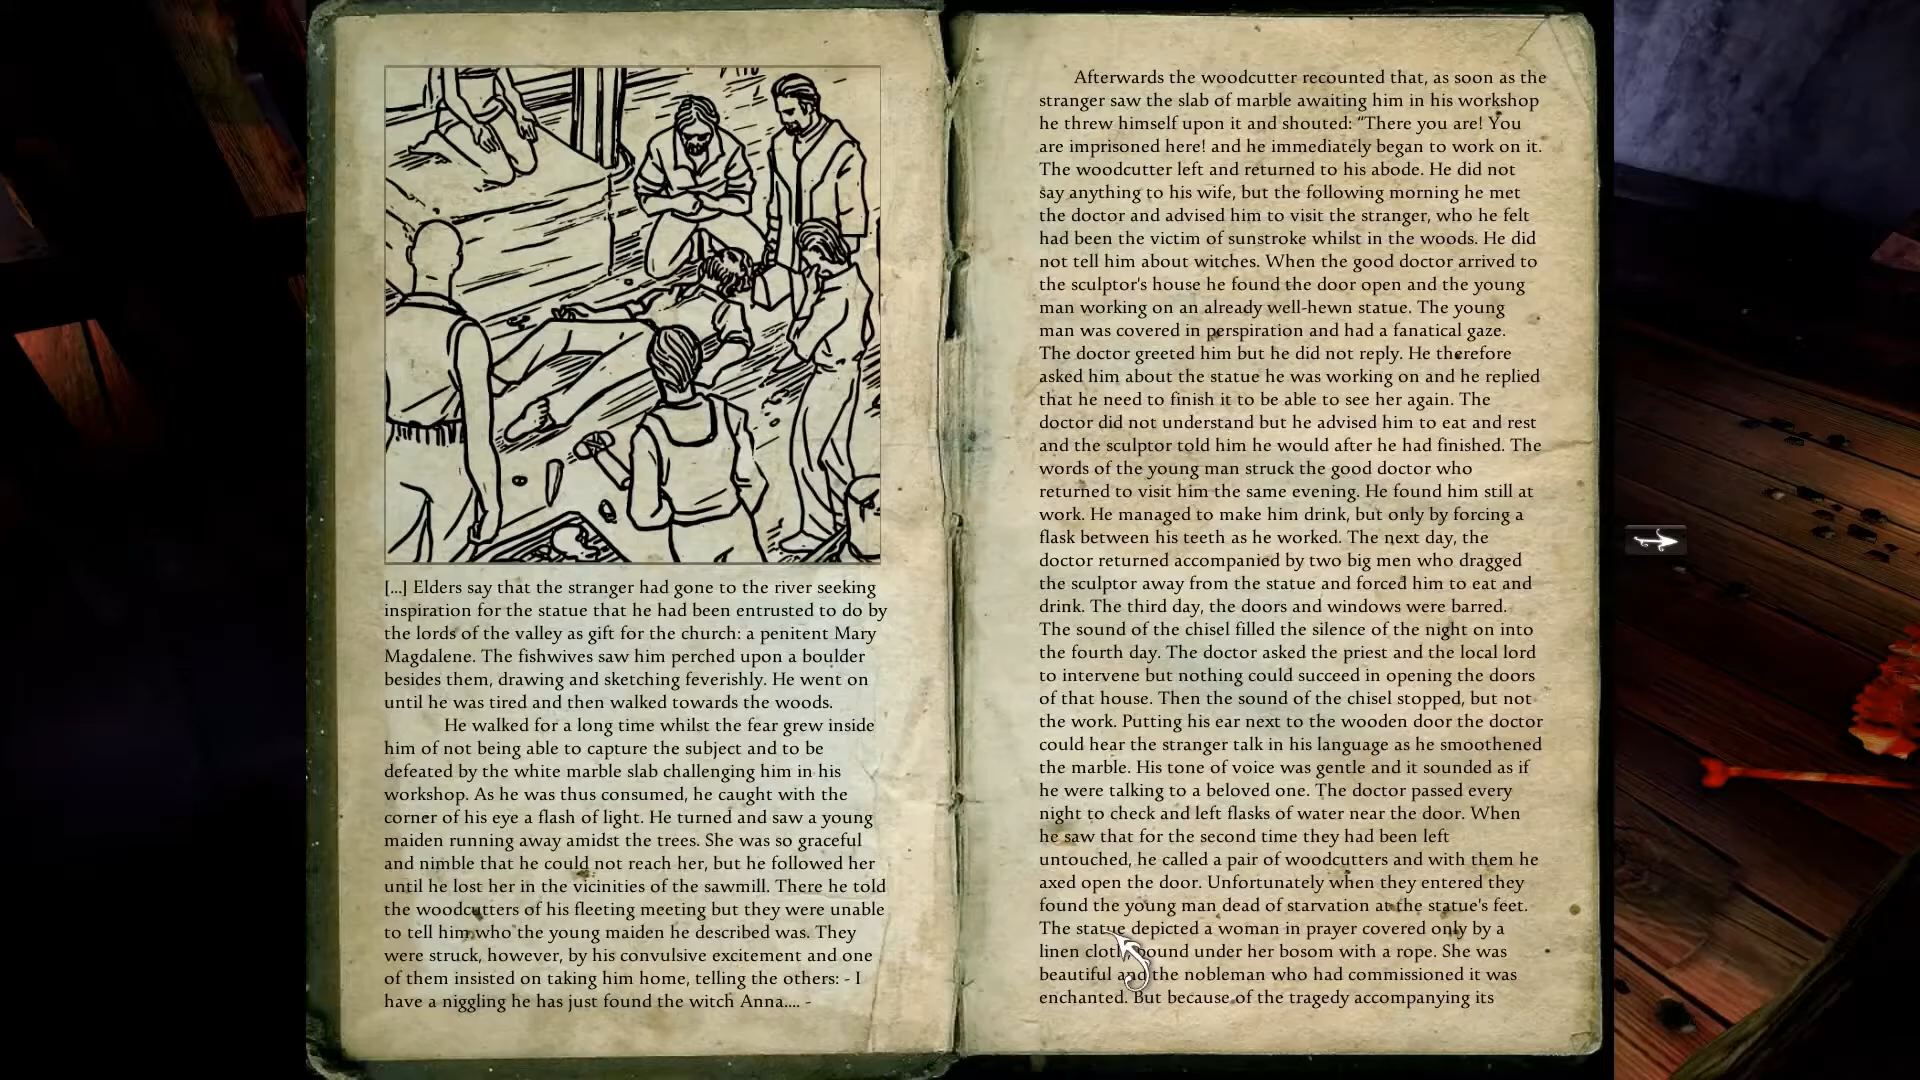 [...] Elders say that the stranger had gone to the river seeking
inspiration for the statue that he had been entrusted to do by
the lords of the valley as gift for the church: a penitent Mary
Magdalene. The fishwives saw him perched upon a boulder
besides them, drawing and sketching feverishly. He went on
until he was tired and then walked towards the woods.
He walked for a long time whilst the fear grew inside
him of not being able to capture the subject and to be
defeated by the white marble slab challenging him in his
workshop. As he was thus consumed, he caught with the
corner of his eye a flash of light. He turned and saw a young
maiden running away amidst the trees. She was so graceful
and nimble that he could not reach her, but he followed her
until he lost her in the vicinities of the sawmill. There he told
the woodcutters of his fleeting meeting but they were unable
to tell him who the young maiden he described was. They
were struck, however, by his convulsive excitement and one
of them insisted on taking him home, telling the others: - I
have a niggling he has just found the witch Anna.... -
Afterwards the woodcutter recounted that, as soon as the
stranger saw the slab of marble awaiting him in his workshop
he threw himself upon it and shouted: "There you are! You
are imprisoned here! and he immediately began to work on it.
The woodcutter left and returned to his abode. He did not
say anything to his wife, but the following morning he met
the doctor and advised him to visit the stranger, who he felt
had been the victim of sunstroke whilst in the woods. He did
not tell him about witches. When the good doctor arrived to
the sculptor's house he found the door open and the young
man working on an already well-hewn statue. The young
man was covered in perspiration and had a fanatical gaze.
The doctor greeted him but he did not reply. He therefore
asked him about the statue he was working on and he replied
that he need to finish it to be able to see her again. The
doctor did not understand but he advised him to eat and rest
and the sculptor told him he would after he had finished. The
words of the young man struck the good doctor who
returned to visit him the same evening. He found him still at
work. He managed to make him drink, but only by forcing a
flask between his teeth as he worked. The next day, the
doctor returned accompanied by two big men who dragged
the sculptor away from the statue and forced him to eat and
drink. The third day, the doors and windows were barred.
The sound of the chisel filled the silence of the night on into
the fourth day. The doctor asked the priest and the local lord
to intervene but nothing could succeed in opening the doors
of that house. Then the sound of the chisel stopped, but not
the work. Putting his ear next to the wooden door the doctor
could hear the stranger talk in his language as he smoothened
the marble. His tone of voice was gentle and it sounded as if
he were talking to a beloved one. The doctor passed every
night to check and left flasks of water near the door. When
he saw that for the second time they had been left
untouched, he called a pair of woodcutters and with them he
axed open the door. Unfortunately when they entered they
found the young man dead of starvation at the statue's feet.
The statue depicted a woman in prayer covered only by a
linen cloth bound under her bosom with a rope. She was
beautiful and the nobleman who had commissioned it was
enchanted. But because of the tragedy accompanying its